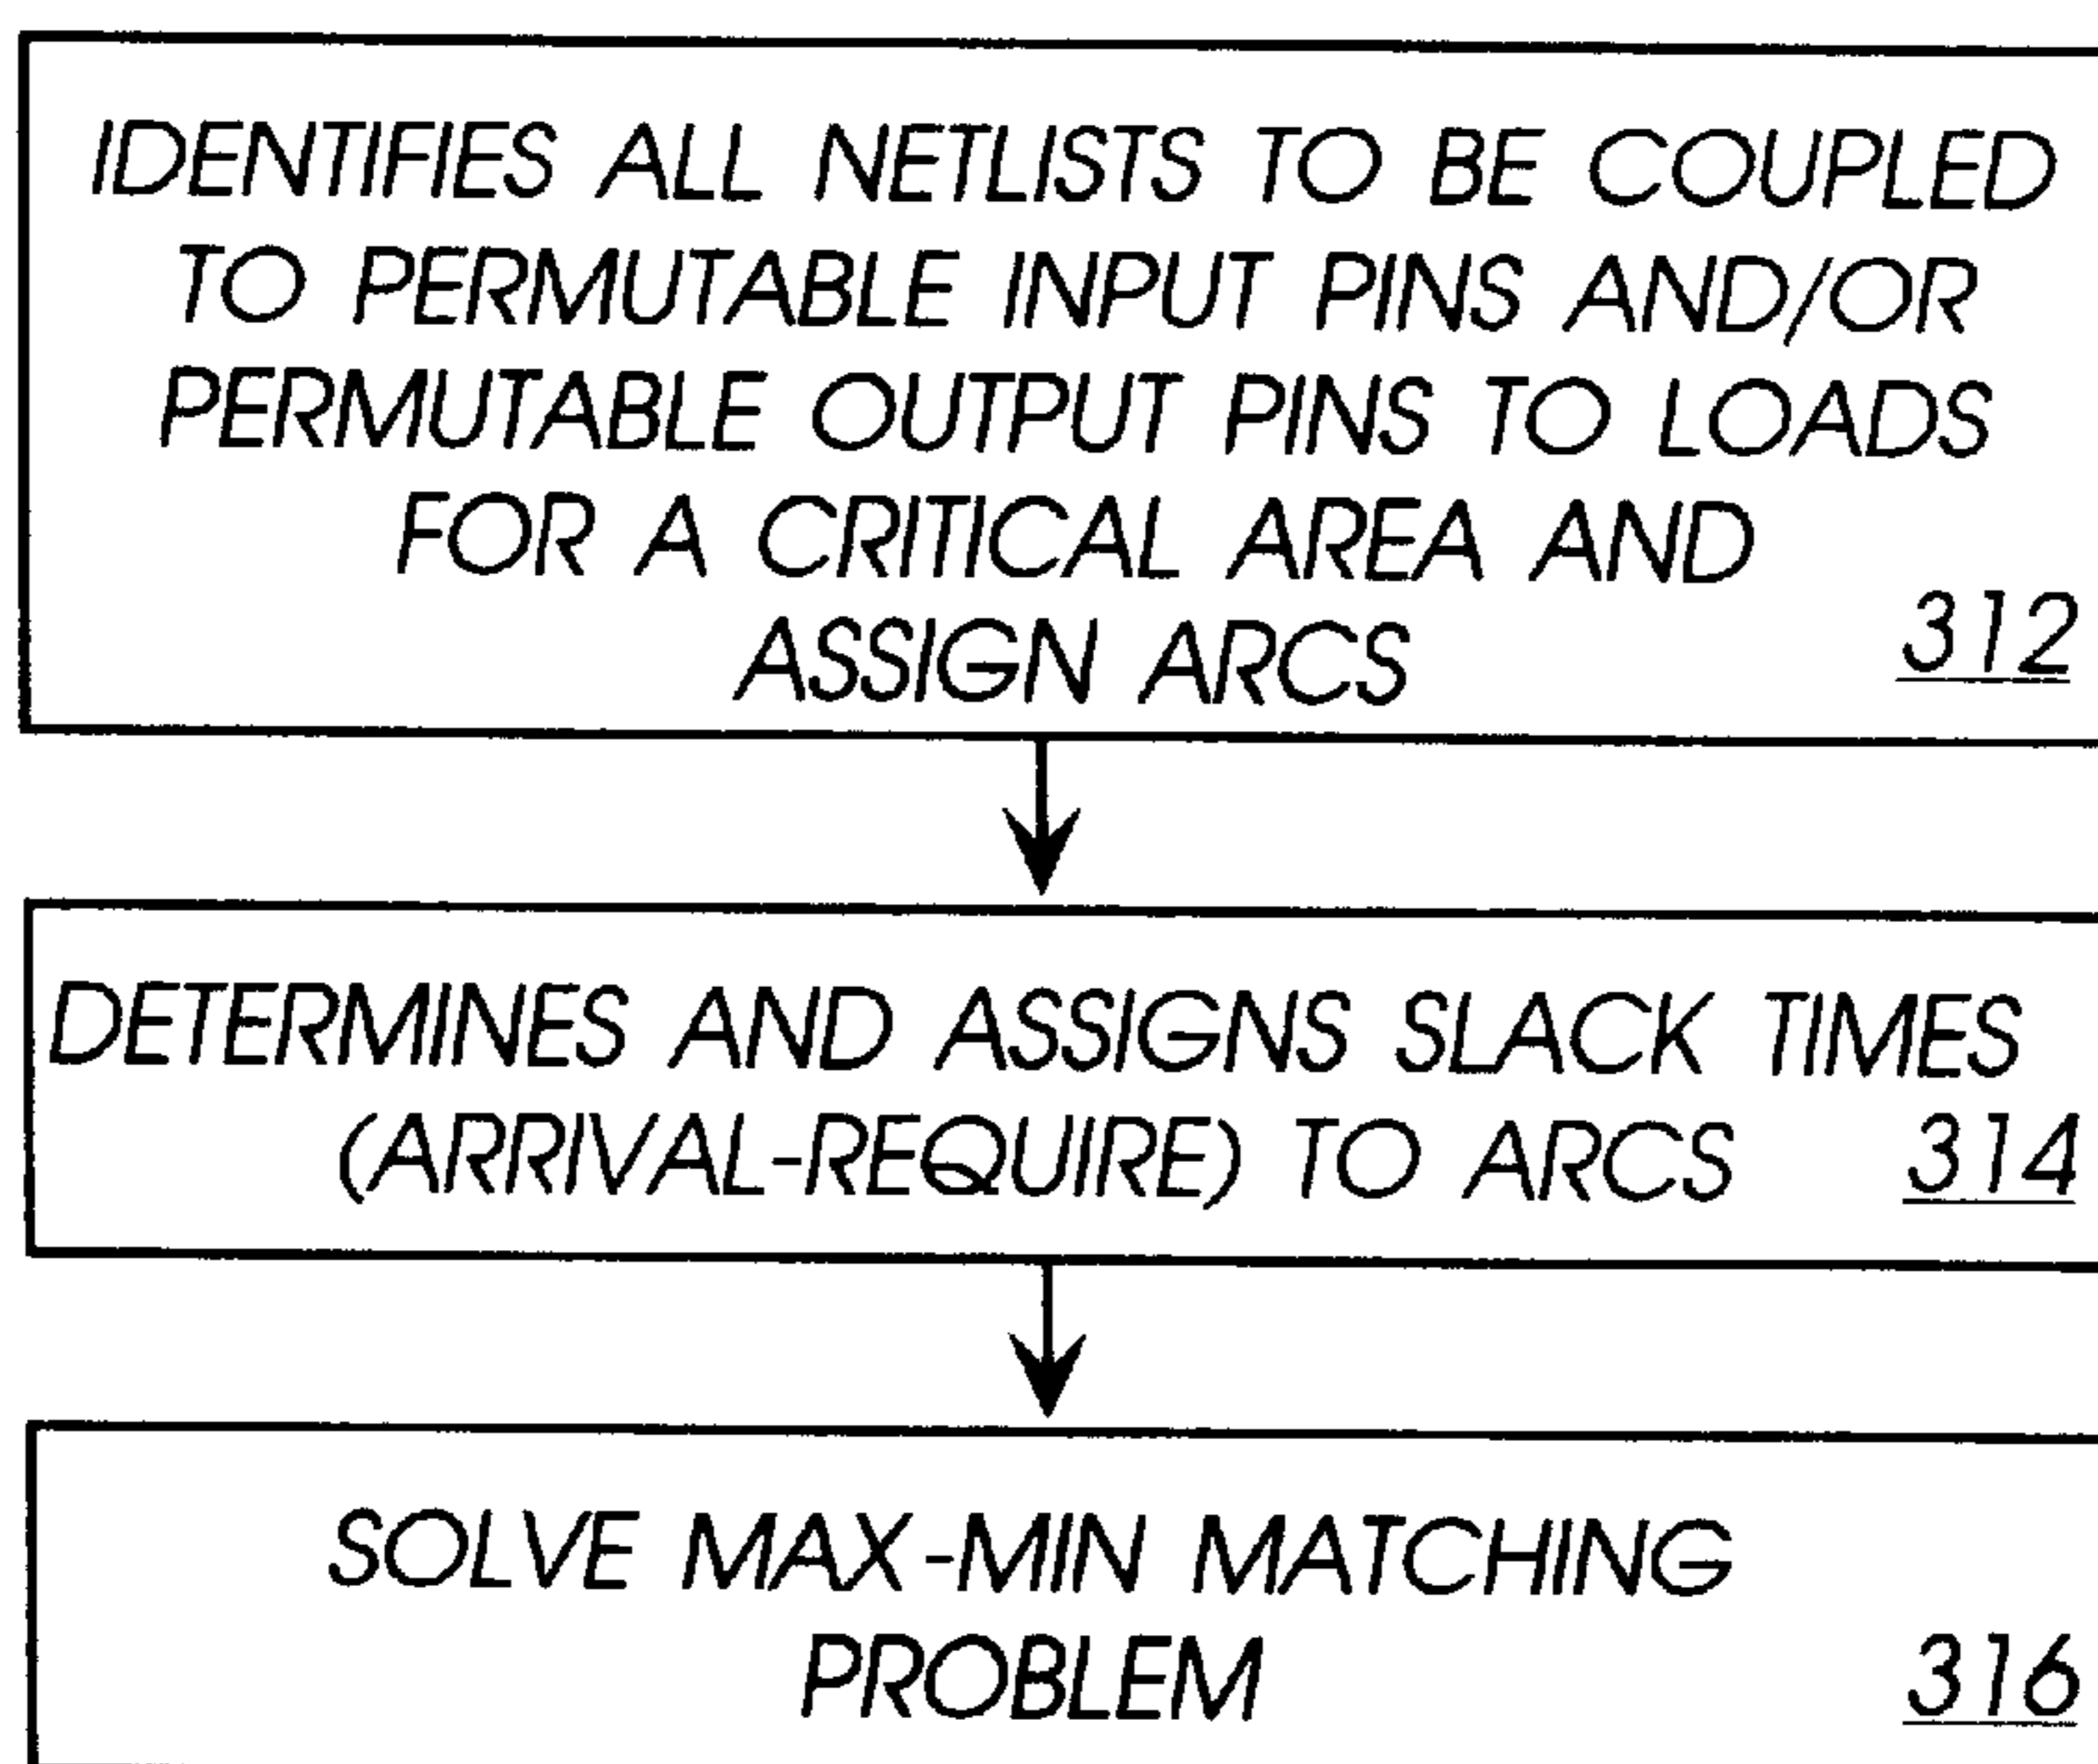 IDENTIFIES ALL NETLISTS TO BE COUPLED
TO PERMUTABLE INPUT PINS AND/OR
PERMUTABLE OUTPUT PINS TO LOADS
FOR A CRITICAL AREA AND
ASSIGN ARCS
312
DETERMINES AND ASSIGNS SLACK TIMES
(ARRIVAL-REQUIRE) TO ARCS 314
SOLVE MAX-MIN MATCHING
PROBLEM 316